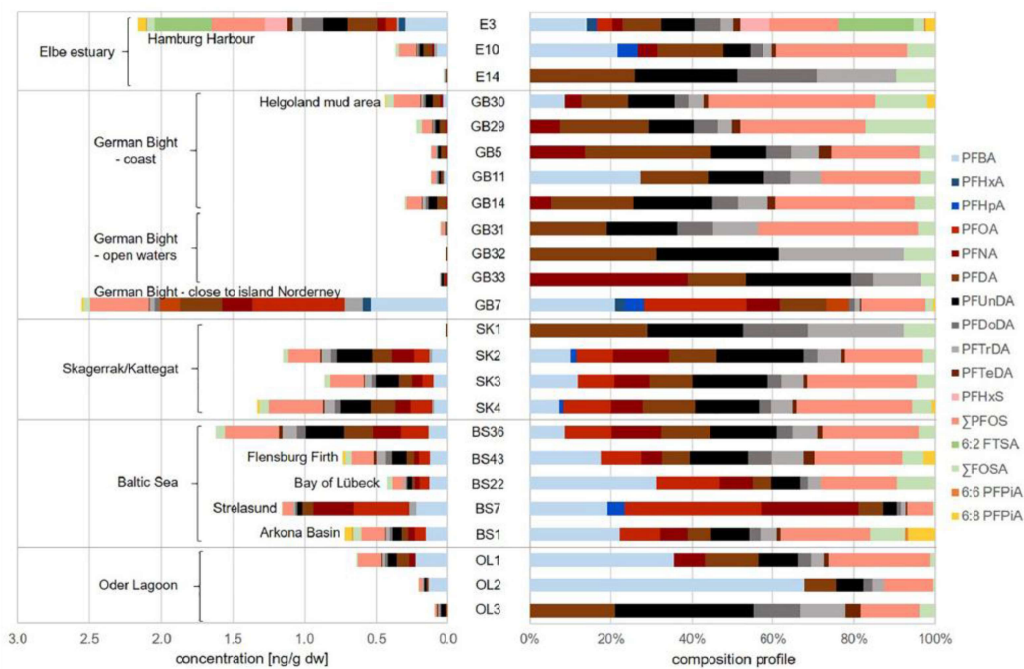 E3
Hamburg Harbour
Elbe estuary
E10
E14
Helgoland mud area
GB30
GB29
German Bight
- coast
GB5
GB11
GB14
GB31
German Bight
- open waters
GB32
GB33
German Bight - close to island Norderney
GB7
SK1
SK2
Skagerrak/Kattegat
SK3
SK4
BS36
Flensburg Firth
BS43
Baltic Sea
Bay of Lübeck
BS22
Strelasund
BS7
Arkona Basin
BS1
OL1
Oder Lagoon
OL2
OL3
3.0 2.5 2.0 1.5 1.0 0.5 0.0
concentration [ng/g dw]
0% 20% 40% 60% 80% 100%
composition profile
PFBA
PFHxA
PFHpA
PFOA
PFNA
PFDA
PFUnDA
PFDoDA
PFTrDA
PFTeDA
PFHxS
∑PFOS
6:2 FTSA
∑FOSA
6:6 PFPiA
6:8 PFPiA